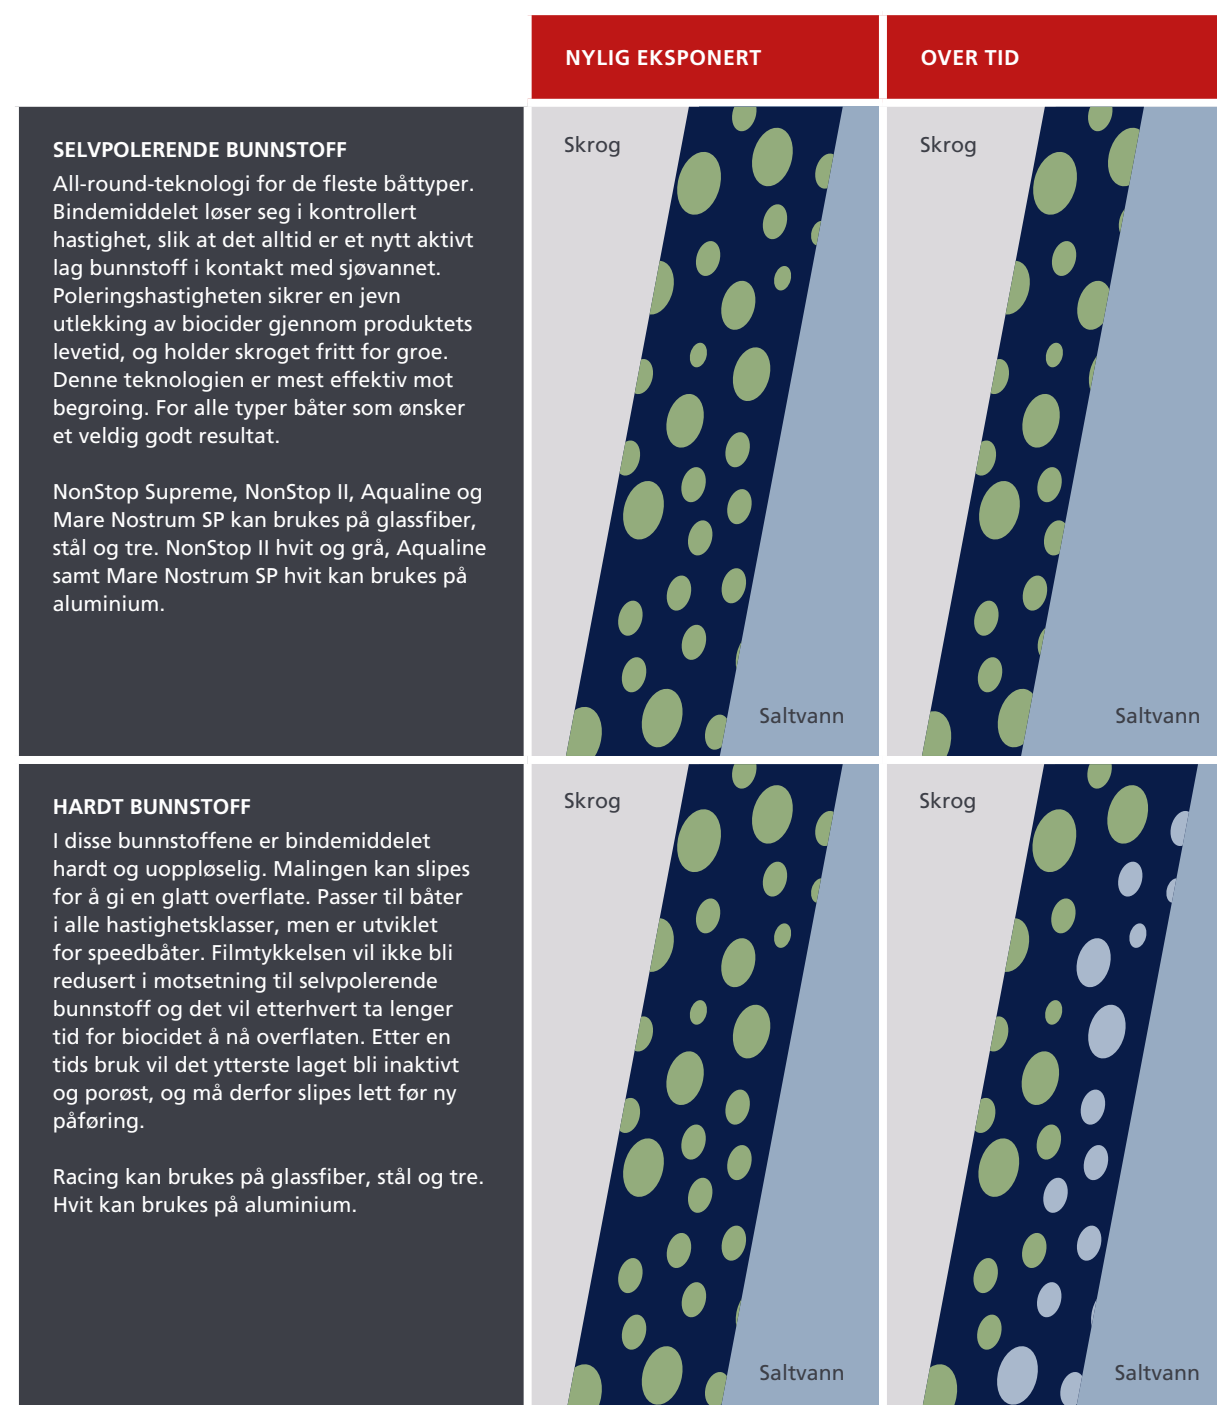 NYLIG EKSPONERT
OVER TID
SELVPOLERENDE BUNNSTOFF
All-round-teknologi for de fleste båttyper.
Bindemiddelet løser seg i kontrollert
hastighet, slik at det alltid er et nytt aktivt
lag bunnstoff i kontakt med sjøvannet.
Poleringshastigheten sikrer en jevn
utlekking av biocider gjennom produktets
levetid, og holder skroget fritt for groe.
Denne teknologien er mest effektiv mot
begroing. For alle typer båter som ønsker
et veldig godt resultat.
NonStop Supreme, NonStop II, Aqualine og
Mare Nostrum SP kan brukes på glassfiber,
stål og tre. NonStop II hvit og grå, Aqualine
samt Mare Nostrum SP hvit kan brukes på
aluminium.
Skrog
Saltvann
Skrog
Saltvann
HARDT BUNNSTOFF
I disse bunnstoffene er bindemiddelet
hardt og uoppløselig. Malingen kan slipes
for å gi en glatt overflate. Passer til båter
i alle hastighetsklasser, men er utviklet
for speedbåter. Filmtykkelsen vil ikke bli
redusert i motsetning til selvpolerende
bunnstoff og det vil etterhvert ta lenger
tid for biocidet å nå overflaten. Etter en
tids bruk vil det ytterste laget bli inaktivt
og porøst, og må derfor slipes lett før ny
påføring.
Racing kan brukes på glassfiber, stål og tre.
Hvit kan brukes på aluminium.
Skrog
Saltvann
Skrog
Saltvann